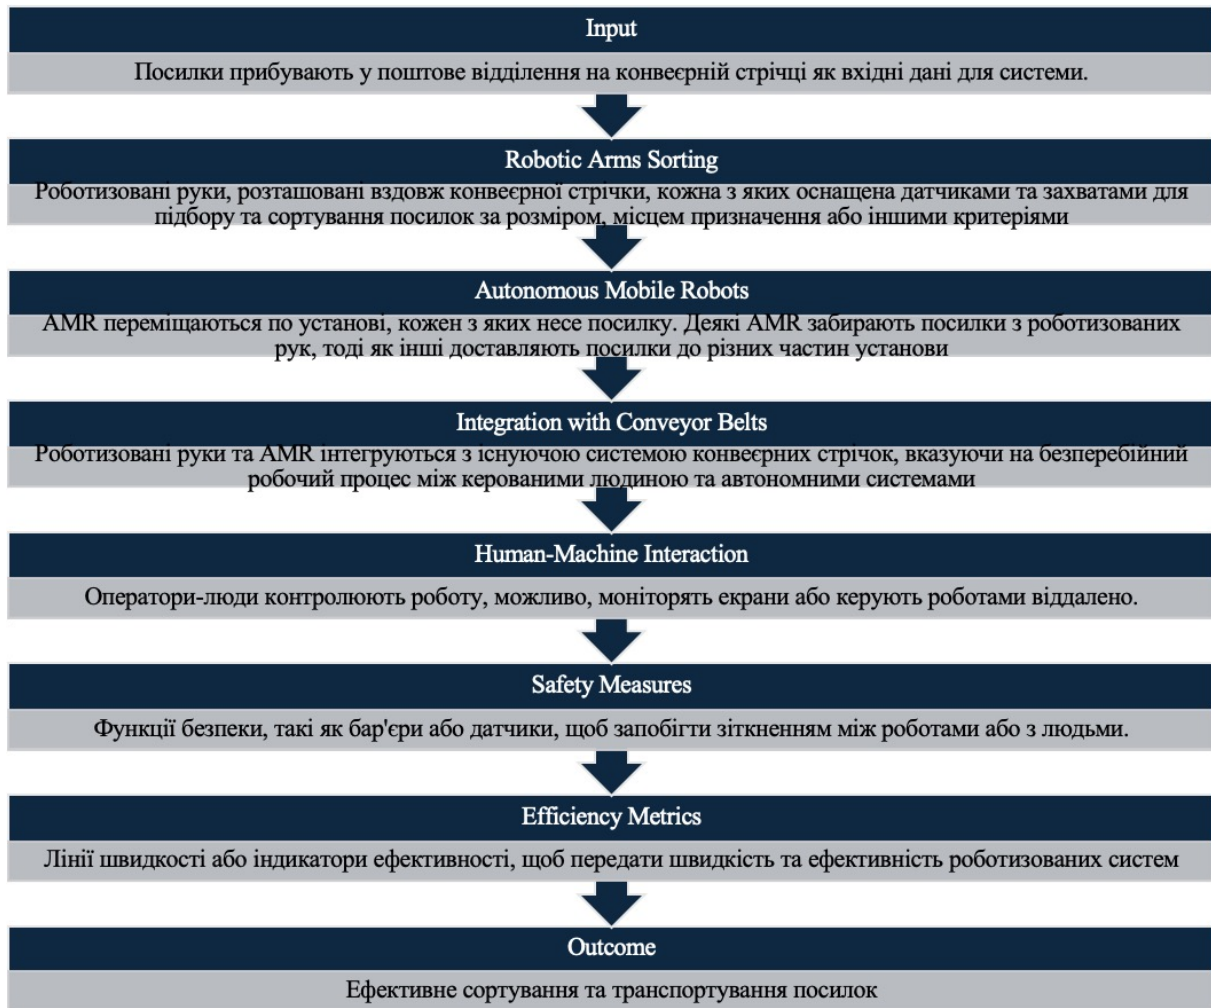 Input
Посилки прибувають у поштове відділення на конвеєрній стрічці як вхідні дані для системи.
Robotic Arms Sorting
Роботизовані руки, розташовані вздовж конвеєрної стрічки, кожна з яких оснащена датчиками та захватами для
підбору та сортування посилок за розміром, місцем призначення або іншими критеріями
Autonomous Mobile Robots
AMR переміщаються по установі, кожен з яких несе посилку. Деякі AMR забирають посилки з роботизованих
рук, тоді як інші доставляють посилки до різних частин установи
Integration with Conveyor Belts
Роботизовані руки та AMR інтегруються з існуючою системою конвеєрних стрічок, вказуючи на безперебійний
робочий процес між керованими людиною та автономними системами
Human-Machine Interaction
Оператори-люди контролюють роботу, можливо, моніторять екрани або керують роботами віддалено.
Safety Measures
Функції безпеки, такі як бар'єри або датчики, щоб запобігти зіткненням між роботами або з людьми.
Efficiency Metrics
Лінії швидкості або індикатори ефективності, щоб передати швидкість та ефективність роботизованих систем
Outcome
Ефективне сортування та транспортування посилок